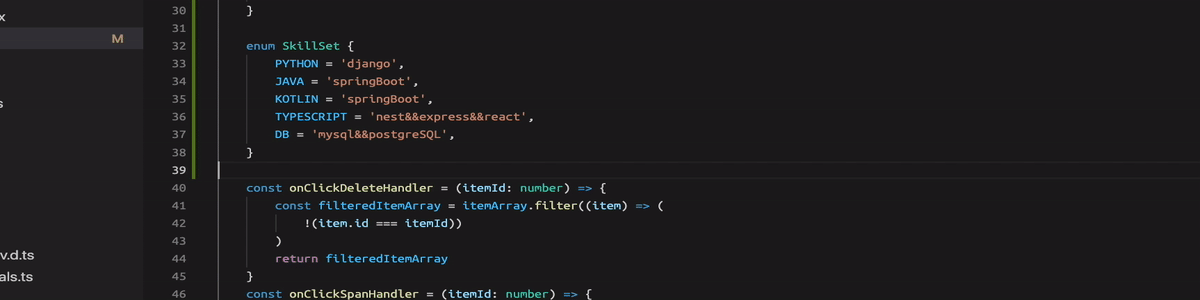 x
M
s
v.d.ts
als.ts
30 }
31
32 enum SkillSet {
33 PYTHON = 'django',
34 JAVA = 'springBoot',
35 KOTLIN = 'springBoot',
36 TYPESCRIPT = 'nest&&express&&react',
37 DB = 'mysql&&postgreSQL',
38 }
39
40 const onClickDeleteHandler = (itemId: number) => {
41 const filteredItemArray = itemArray.filter((item) => (
42 !(item.id === itemId))
43 )
44 return filteredItemArray
45 }
46 const onClickSpanHandler = (itemId: number) => {